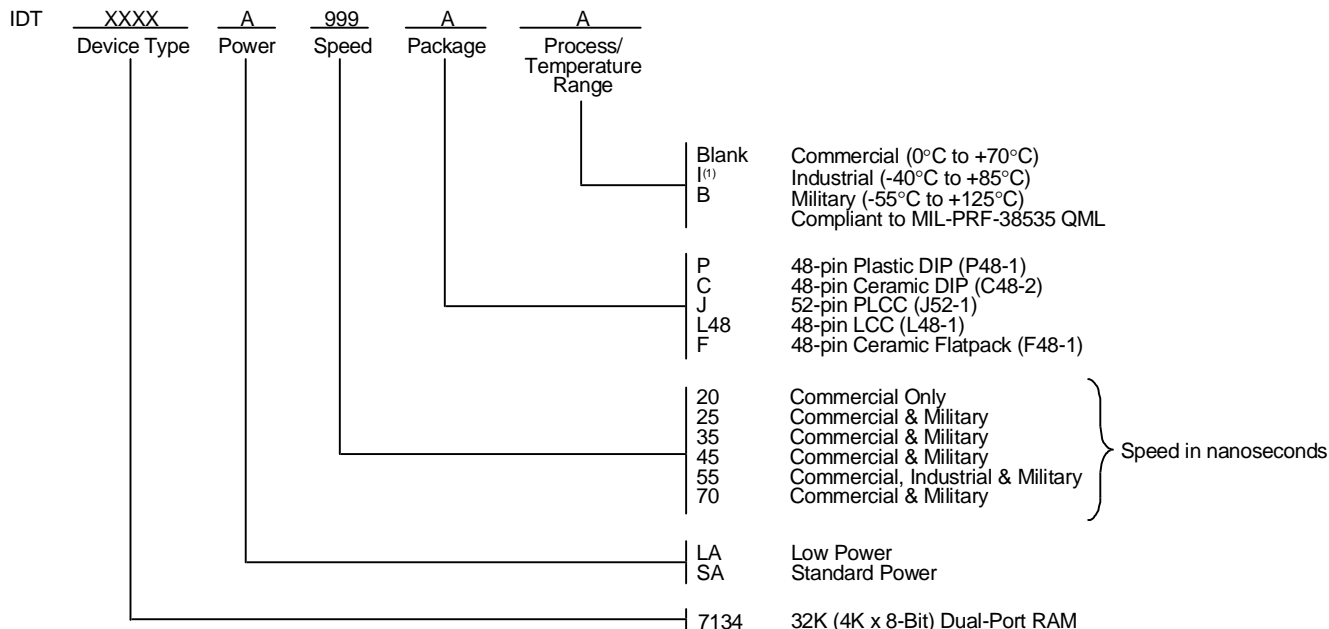 IDT XXXX A 999 A A
Device Type Power Speed Package Process/
Temperature
Range
Blank Commercial (0°C to +70°C)
I(1) Industrial (-40°C to +85°C)
B Military (-55°C to +125°C)
Compliant to MIL-PRF-38535 QML
P 48-pin Plastic DIP (P48-1)
C 48-pin Ceramic DIP (C48-2)
J 52-pin PLCC (J52-1)
L48 48-pin LCC (L48-1)
F 48-pin Ceramic Flatpack (F48-1)
20 Commercial Only
25 Commercial & Military
35 Commercial & Military
45 Commercial & Military
55 Commercial, Industrial & Military
70 Commercial & Military
Speed in nanoseconds
LA Low Power
SA Standard Power
7134 32K (4K x 8-Bit) Dual-Port RAM